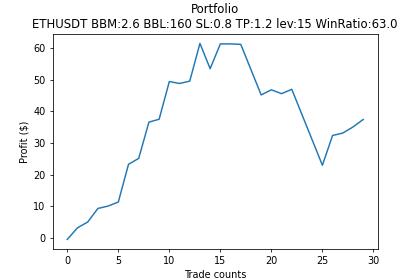 Portfolio
ETHUSDT BBM:2.6 BBL:160 SL:0.8 TP:1.2 lev:15 WinRatio:63.0
60
50
40
30
20
10
0
Profit ($)
0 5 10 15 20 25 30
Trade counts